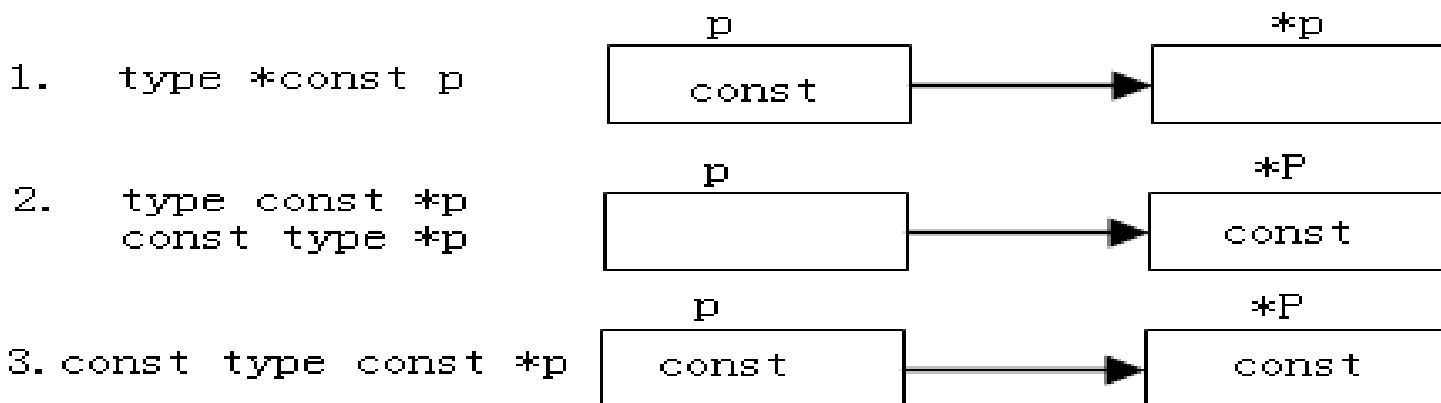 p *p
1. type *const p const
p *P
2. type const *p
const type *p const
p *P
3. const type const *p const const